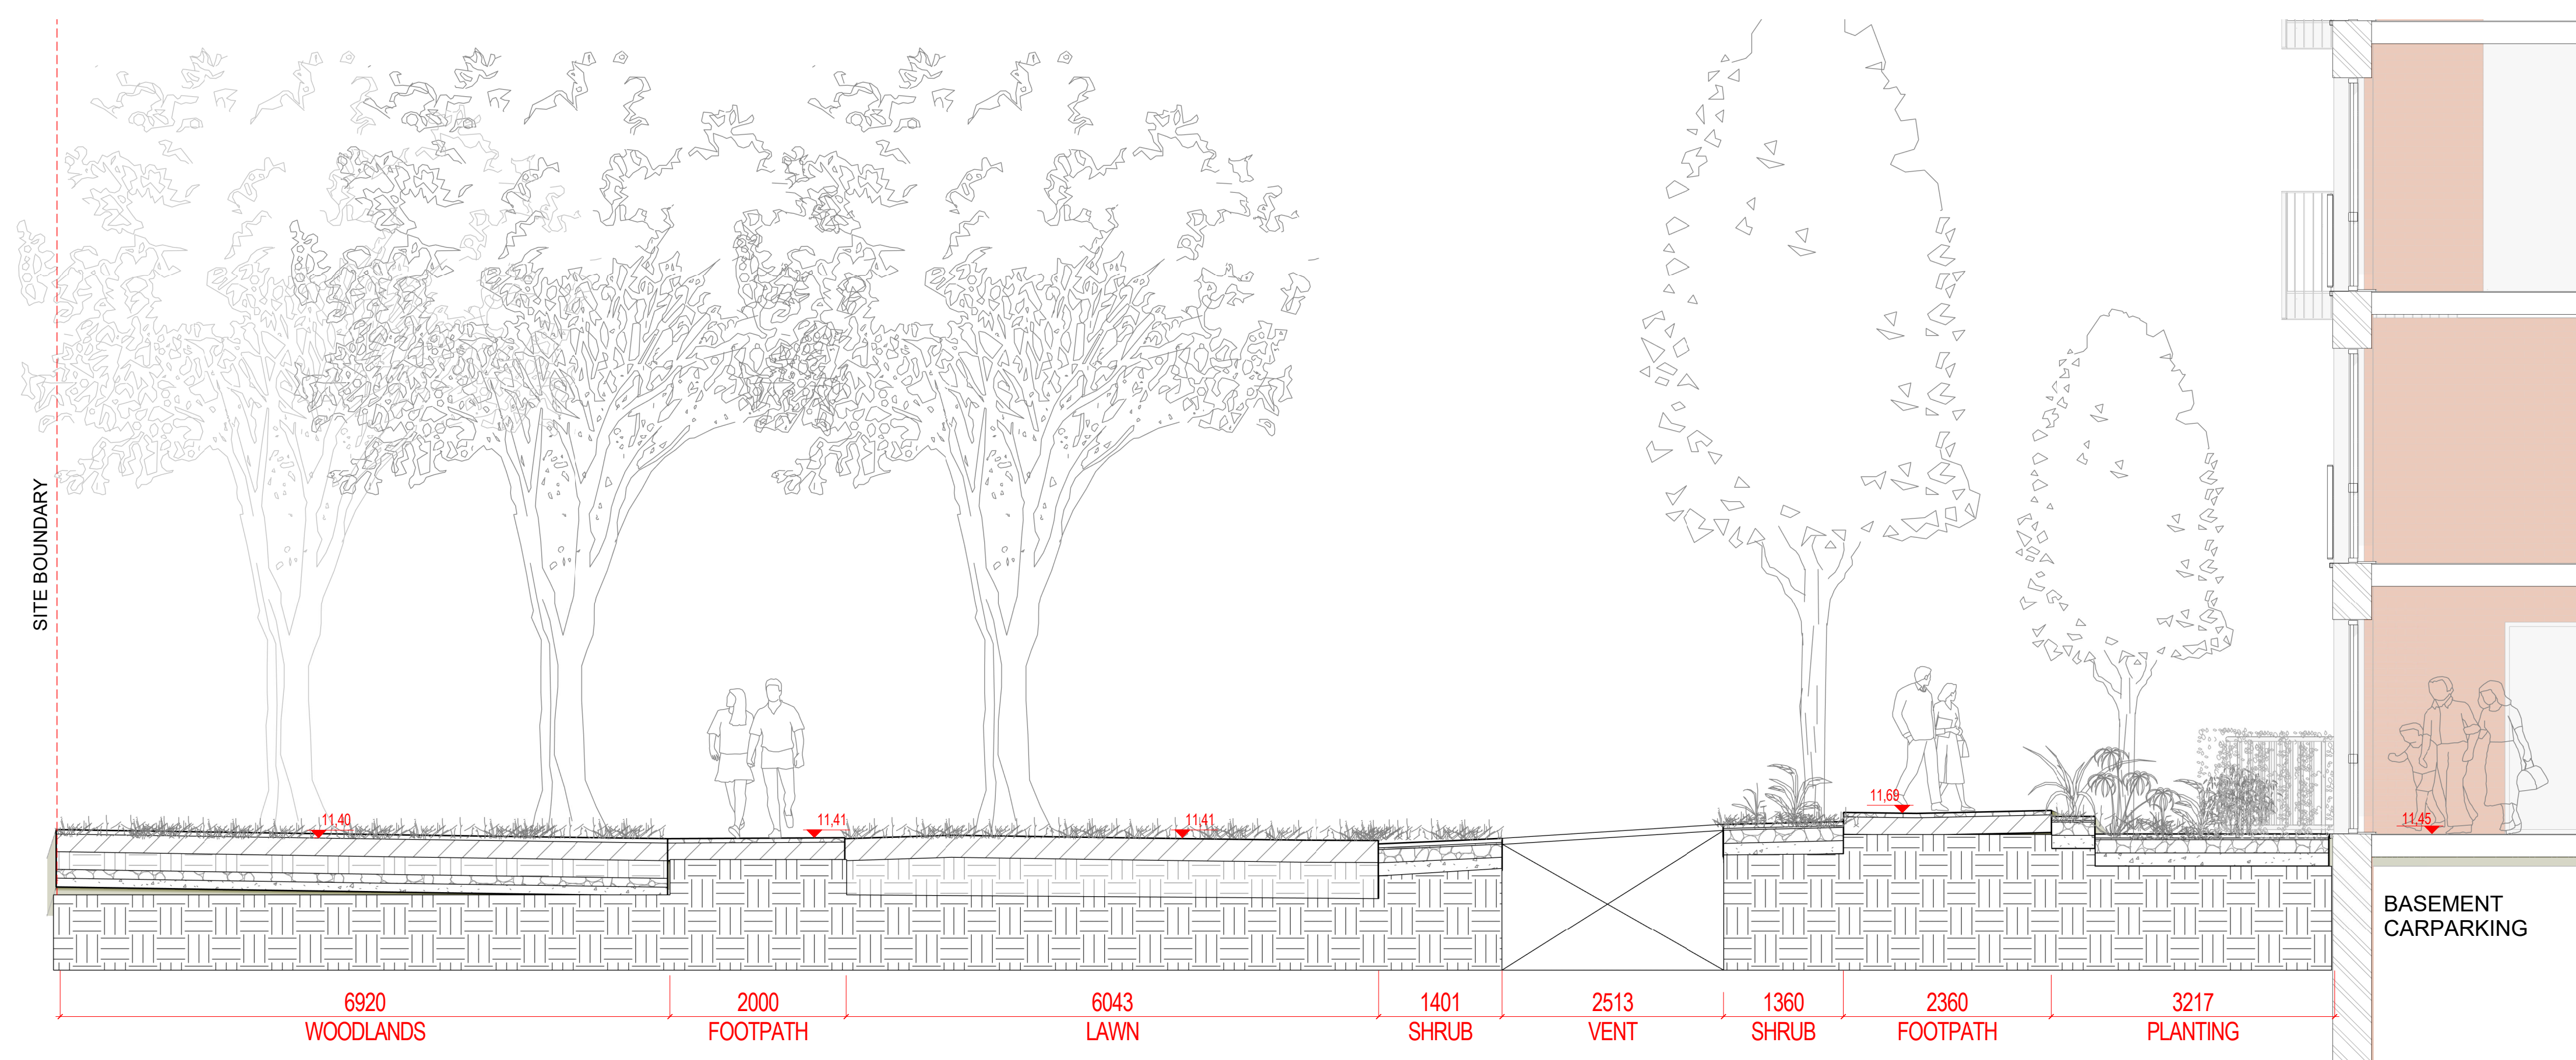 SITE BOUNDARY
11,40
11,41
11,41
11,69
11,45
BASEMENT
CARPARKING
6920
2000
6043
1401
2513
1360
2360
3217
WOODLANDS
FOOTPATH
LAWN
SHRUB
VENT
SHRUB
FOOTPATH
PLANTING